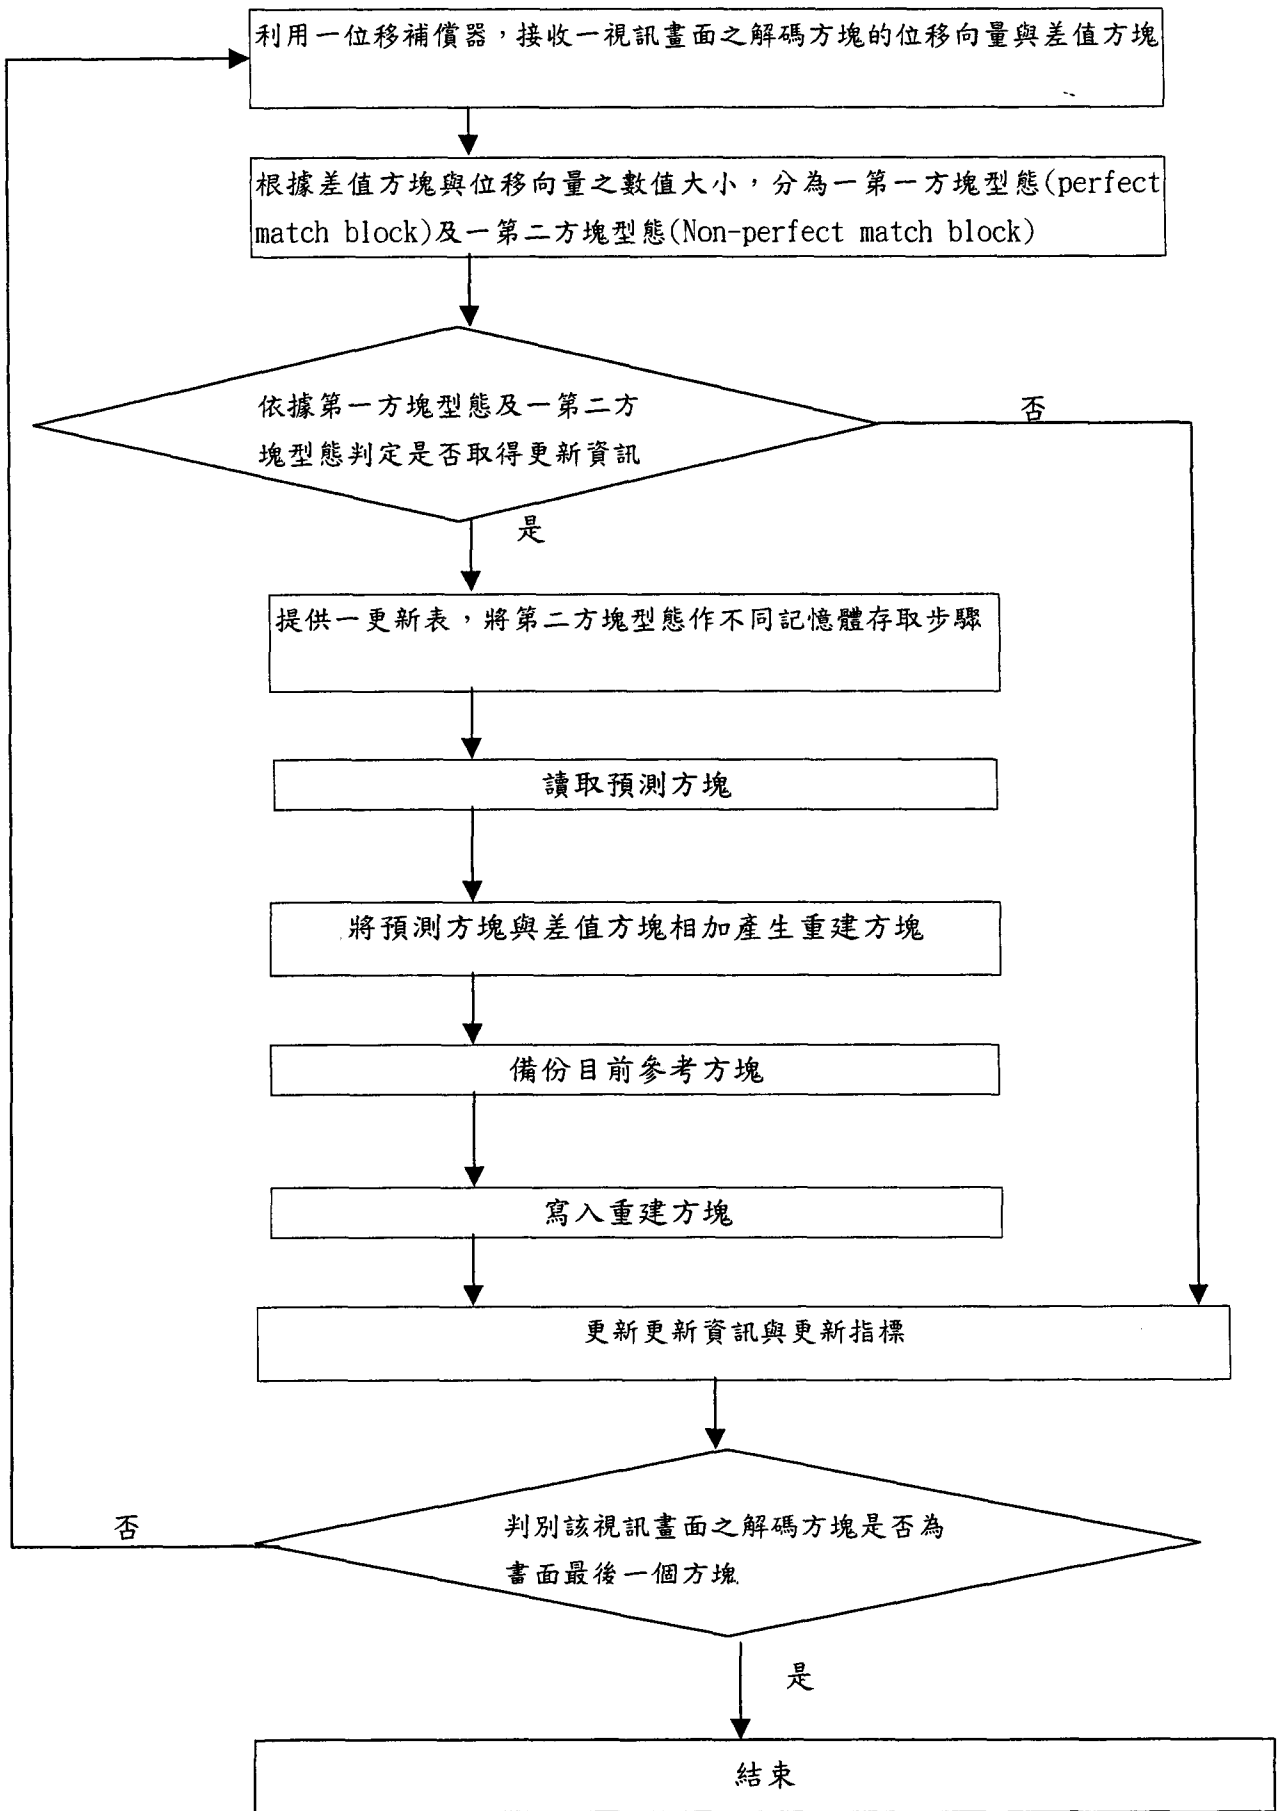 利用一位移補償器，接收一視訊畫面之解碼方塊的位移向量與差值方塊
根據差值方塊與位移向量之數值大小，分為一第一方塊型態(perfect
match block)及一第二方塊型態(Non-perfect match block)
依據第一方塊型態及一第二方
塊型態判定是否取得更新資訊
否
是
提供一更新表，將第二方塊型態作不同記憶體存取步驟
讀取預測方塊
將預測方塊與差值方塊相加產生重建方塊
備份目前參考方塊
寫入重建方塊
更新更新資訊與更新指標
否
判別該視訊畫面之解碼方塊是否為
畫面最後一個方塊
是
結束